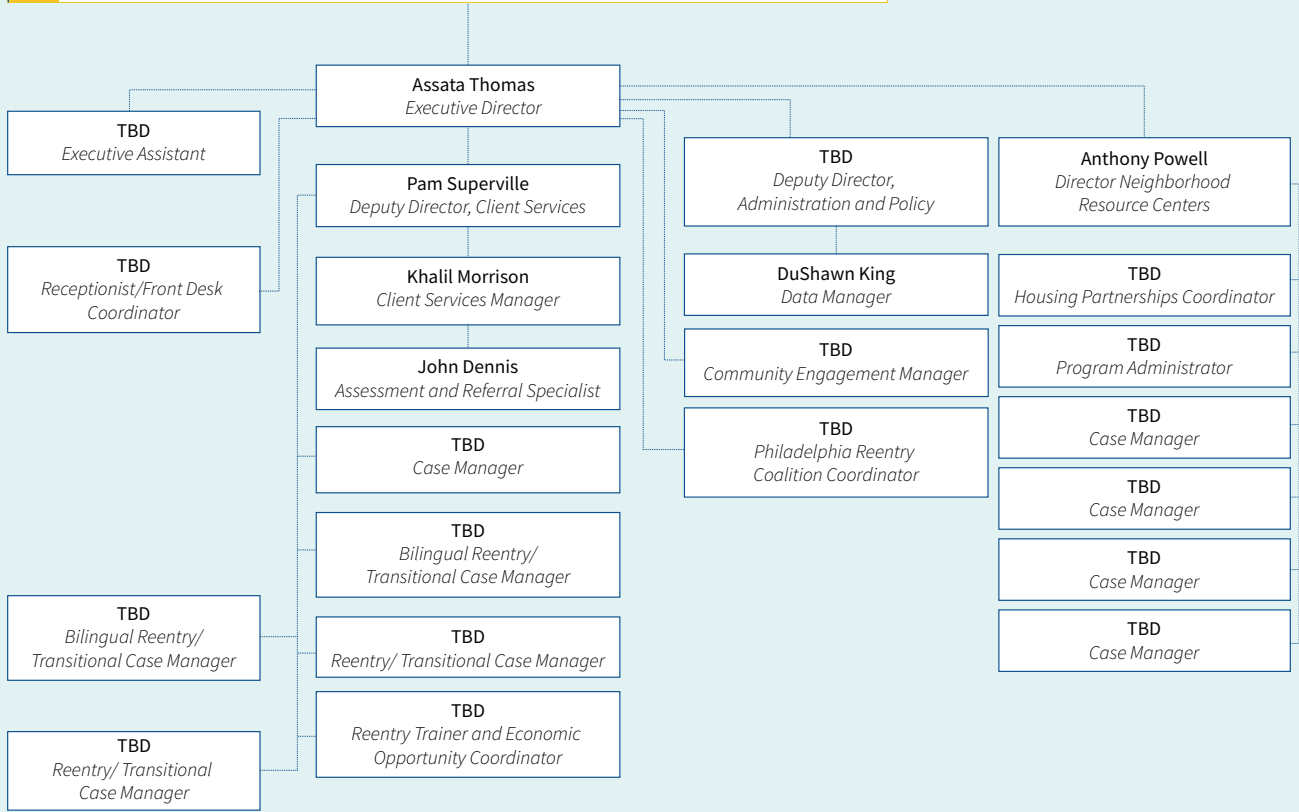 Assata Thomas
Executive Director
TBD
Executive Assistant
TBD
Receptionist/Front Desk
Coordinator
Pam Superville
Deputy Director, Client Services
Khalil Morrison
Client Services Manager
John Dennis
Assessment and Referral Specialist
TBD
Case Manager
TBD
Bilingual Reentry/
Transitional Case Manager
TBD
Reentry/ Transitional Case Manager
TBD
Reentry Trainer and Economic
Opportunity Coordinator
TBD
Bilingual Reentry/
Transitional Case Manager
TBD
Reentry/ Transitional
Case Manager
TBD
Deputy Director,
Administration and Policy
DuShawn King
Data Manager
TBD
Community Engagement Manager
TBD
Philadelphia Reentry
Coalition Coordinator
Anthony Powell
Director Neighborhood
Resource Centers
TBD
Housing Partnerships Coordinator
TBD
Program Administrator
TBD
Case Manager
TBD
Case Manager
TBD
Case Manager
TBD
Case Manager